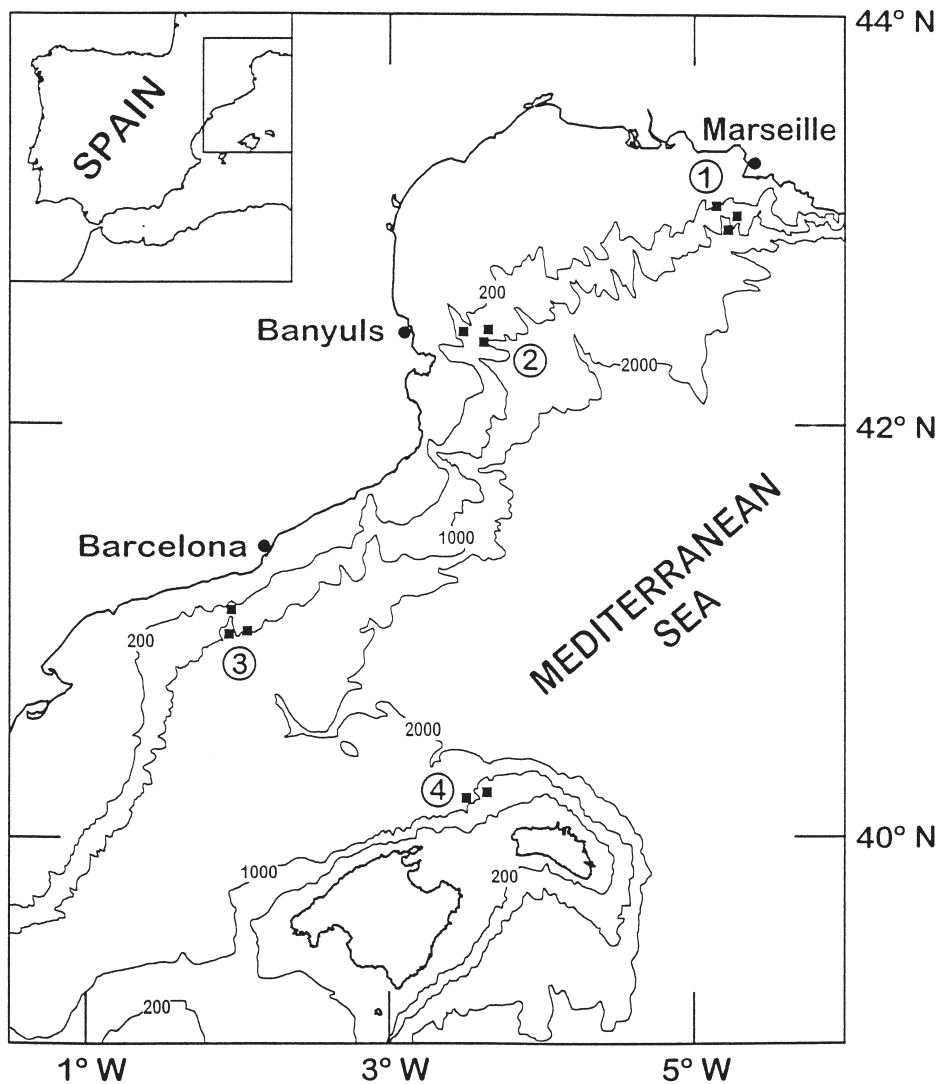 44° N
SPAIN
Marseille
1
200
Banyuls
2
2000
42° N
MEDITERRANEAN
SEA
1000
Barcelona
200
3
2000
4
40° N
1000
200
200
1° W
3° W
5° W